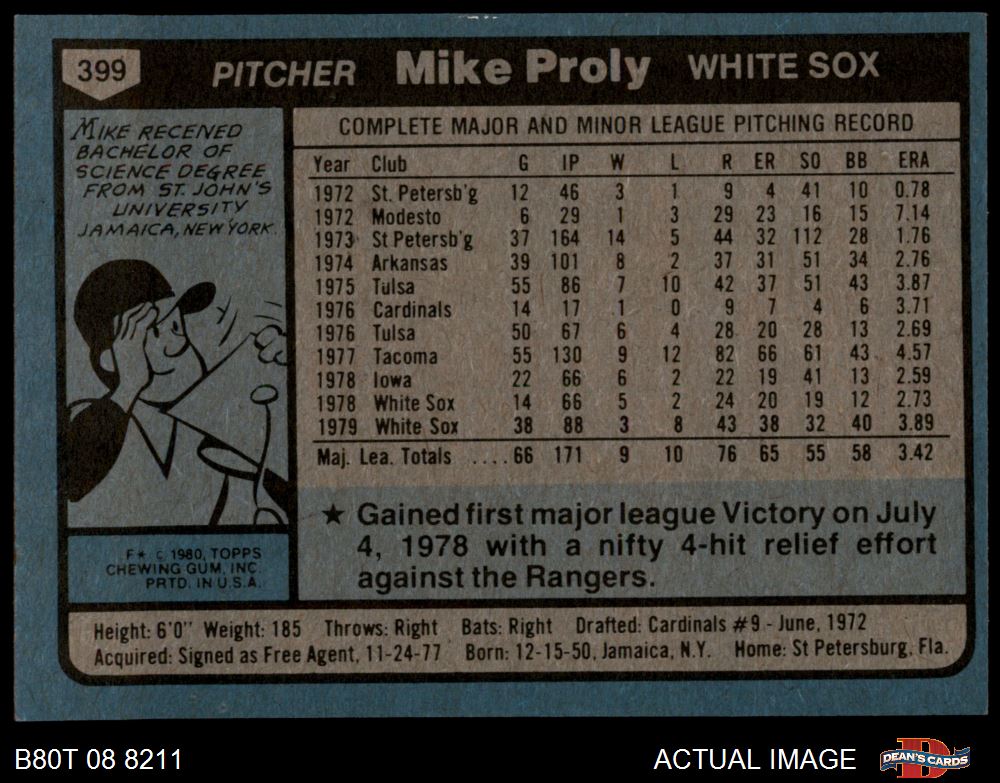 399 PITCHER Mike Proly WHITE SOX
MIKE RECEIVED
BACHELOR OF
SCIENCE DEGREE
FROM ST. JOHN'S
UNIVERSITY
JAMAICA, NEW YORK.
F* © 1980, TOPPS
CHEWING GUM, INC.
PRTD. IN U.S.A.
COMPLETE MAJOR AND MINOR LEAGUE PITCHING RECORD
Year Club G IP W L R ER SO BB ERA
1972 St. Petersb'g 12 46 3 1 9 4 41 10 0.78
1972 Modesto 6 29 1 3 29 23 16 15 7.14
1973 St Petersb'g 37 164 14 5 44 32 112 28 1.76
1974 Arkansas 39 101 8 2 37 31 51 34 2.76
1975 Tulsa 55 86 7 10 42 37 51 43 3.87
1976 Cardinals 14 17 1 0 9 7 4 6 3.71
1976 Tulsa 50 67 6 4 28 20 28 13 2.69
1977 Tacoma 55 130 9 12 82 66 61 43 4.57
1978 Iowa 22 66 6 2 22 19 41 13 2.59
1978 White Sox 14 66 5 2 24 20 19 12 2.73
1979 White Sox 38 88 3 8 43 38 32 40 3.89
Maj. Lea. Totals ....66 171 9 10 76 65 55 58 3.42
★ Gained first major league Victory on July
4, 1978 with a nifty 4-hit relief effort
against the Rangers.
Height: 6'0" Weight: 185 Throws: Right Bats: Right Drafted: Cardinals #9 - June, 1972
Acquired: Signed as Free Agent, 11-24-77 Born: 12-15-50, Jamaica, N.Y. Home: St Petersburg, Fla.
B80T 08 8211 ACTUAL IMAGE DEAN'S CARDS